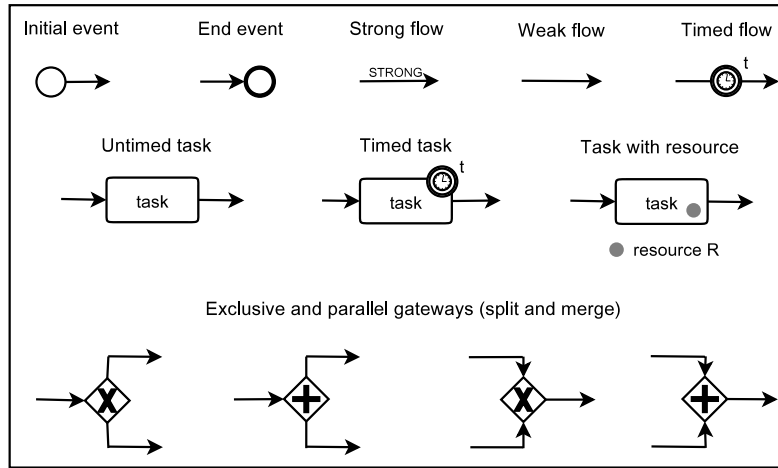 Initial event
End event
Strong flow
Weak flow
Timed flow
STRONG
t
Untimed task
Timed task
Task with resource
task
task
t
task
resource R
Exclusive and parallel gateways (split and merge)
X
X